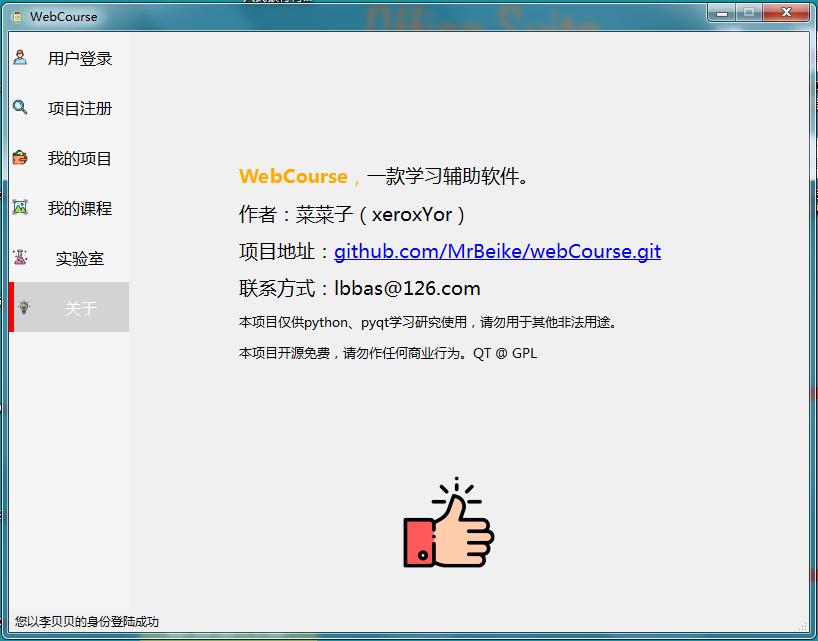 WebCourse
用户登录
项目注册
我的项目
我的课程
实验室
关于
WebCourse，一款学习辅助软件。
作者：菜菜子（xeroxYor）
项目地址：github.com/MrBeike/webCourse.git
联系方式：lbbas@126.com
本项目仅供python、pyqt学习研究使用，请勿用于其他非法用途。
本项目开源免费，请勿作任何商业行为。QT @ GPL
您以李贝贝的身份登陆成功